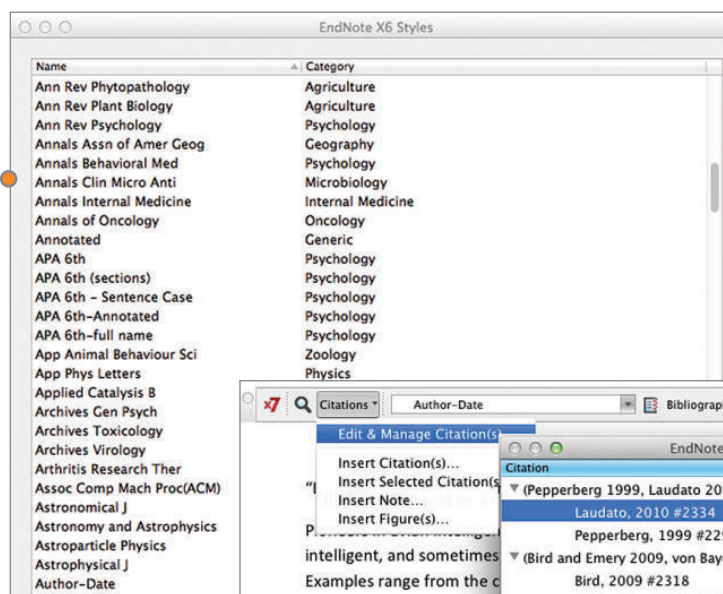 EndNote X6 Styles
Name Category
Ann Rev Phytopathology Agriculture
Ann Rev Plant Biology Agriculture
Ann Rev Psychology Psychology
Annals Assn of Amer Geog Geography
Annals Behavioral Med Psychology
Annals Clin Micro Anti Microbiology
Annals Internal Medicine Internal Medicine
Annals of Oncology Oncology
Annotated Generic
APA 6th Psychology
APA 6th (sections) Psychology
APA 6th - Sentence Case Psychology
APA 6th-Annotated Psychology
APA 6th-full name Psychology
App Animal Behaviour Sci Zoology
App Phys Letters Physics
Applied Catalysis B
Archives Gen Psych
Archives Toxicology
Archives Virology
Arthritis Research Ther
Assoc Comp Mach Proc(ACM)
Astronomical J
Astronomy and Astrophysics
Astroparticle Physics
Astrophysical J
Author-Date
x7 Citations Author-Date Bibliograp
Edit & Manage Citation(s)
Insert Citation(s)...
Insert Selected Citation(s
Insert Note...
Insert Figure(s)...
intelligent, and sometimes
Examples range from the c
EndNote
Citation
(Pepperberg 1999, Laudato 20
Laudato, 2010 #2334
Pepperberg, 1999 #229
(Bird and Emery 2009, von Bay
Bird, 2009 #2318